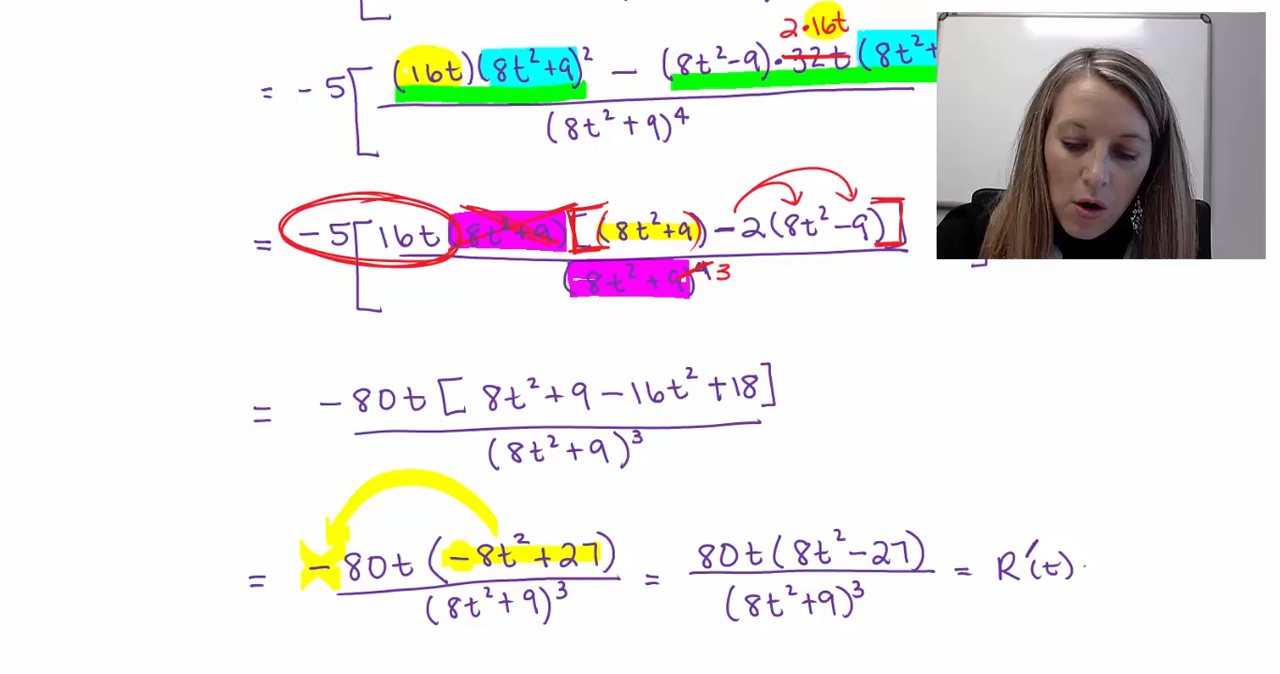 = -5 [ (16t)(8t²+9)² - (8t²-9)·32t (8t²+
2·16t
(8t²+9)⁴
= -5 [ 16t (8t²+9) [(8t²+9) - 2(8t²-9)]
(8t²+9)⁴ 3
= -80t [ 8t²+9-16t²+18]
(8t²+9)³
= -80t (-8t²+27) = 80t(8t²-27) = R'(t).
(8t²+9)³ (8t²+9)³